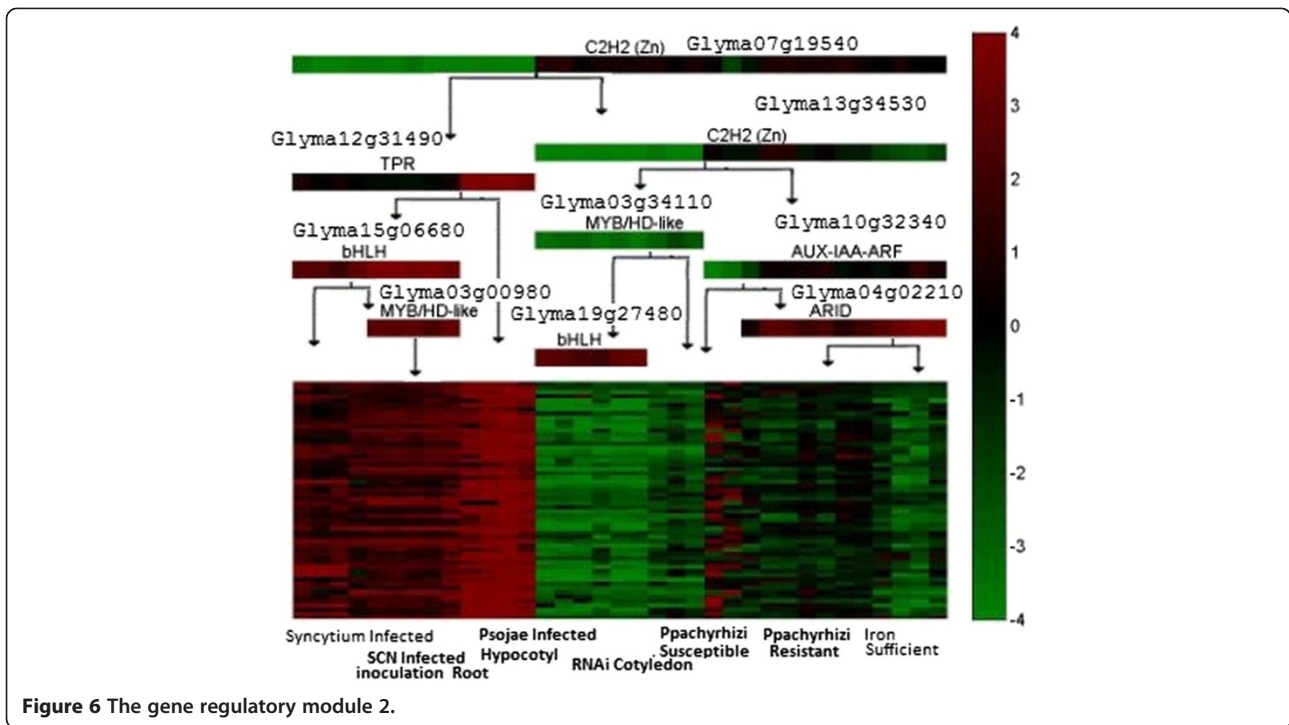 C2H2 (Zn) Glyma07g19540
Glyma13g34530
Glyma12g31490
C2H2 (Zn)
TPR
Glyma03g34110
MYB/HD-like
Glyma10g32340
Glyma15g06680
bHLH
AUX-IAA-ARF
Glyma03g00980
MYB/HD-like
Glyma04g02210
ARID
Glyma19g27480
bHLH
4
3
2
1
0
-1
-2
-3
-4
Syncytium Infected
SCN Infected
inoculation Root
Psojae Infected
Hypocotyl
RNAi Cotyledon
Ppachyrhizi
Susceptible
Ppachyrhizi
Resistant
Iron
Sufficient
Figure 6 The gene regulatory module 2.